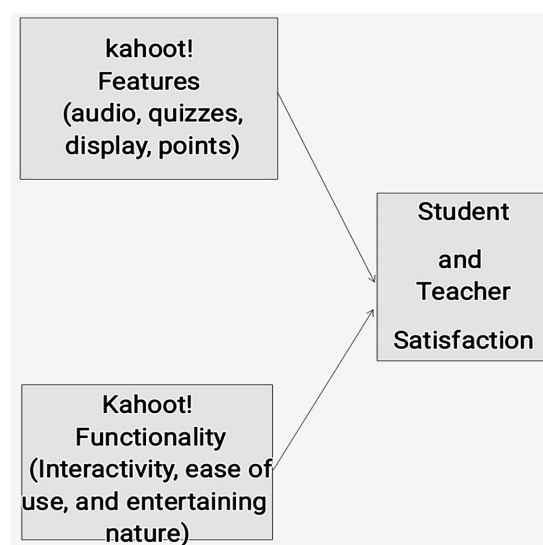 kahoot!
Features
(audio, quizzes,
display, points)
Student
and
Teacher
Satisfaction
Kahoot!
Functionality
(Interactivity, ease of
use, and entertaining
nature)